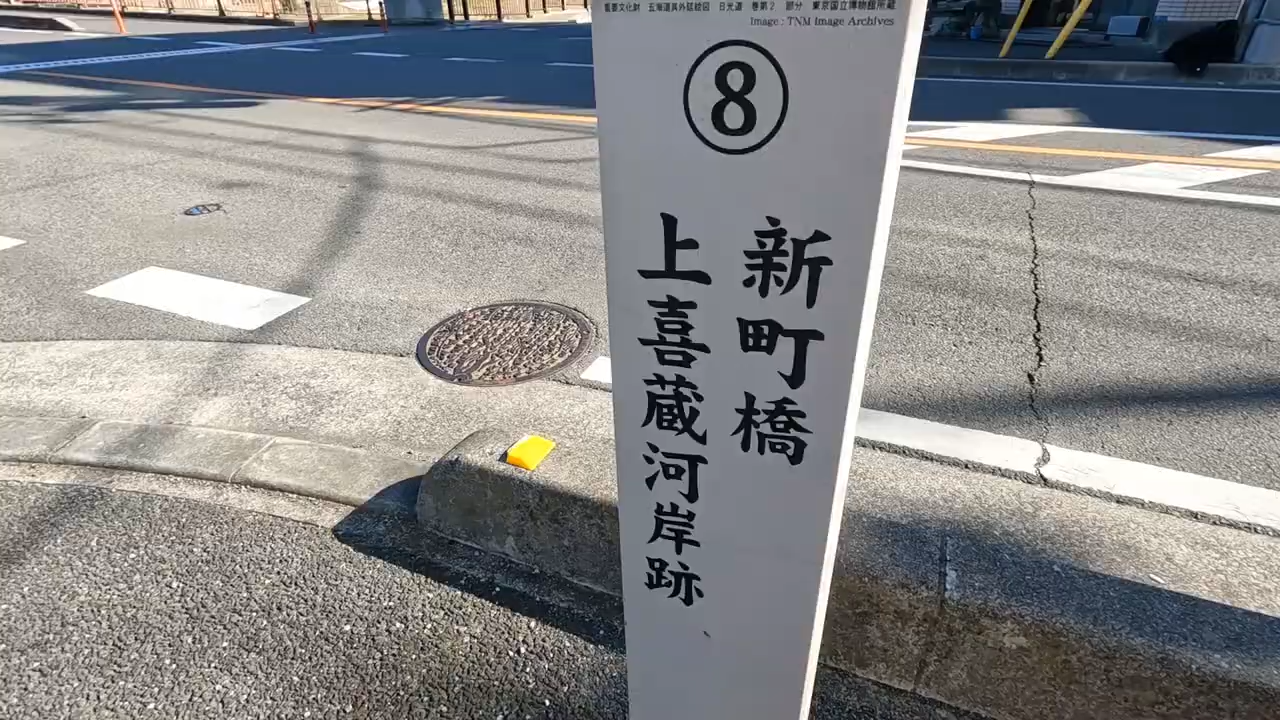 重要文化財 五海道其外延絵図 日光道 巻第2 部分 東京国立博物館所蔵
Image : TNM Image Archives
⑧
新町橋
上喜蔵河岸跡